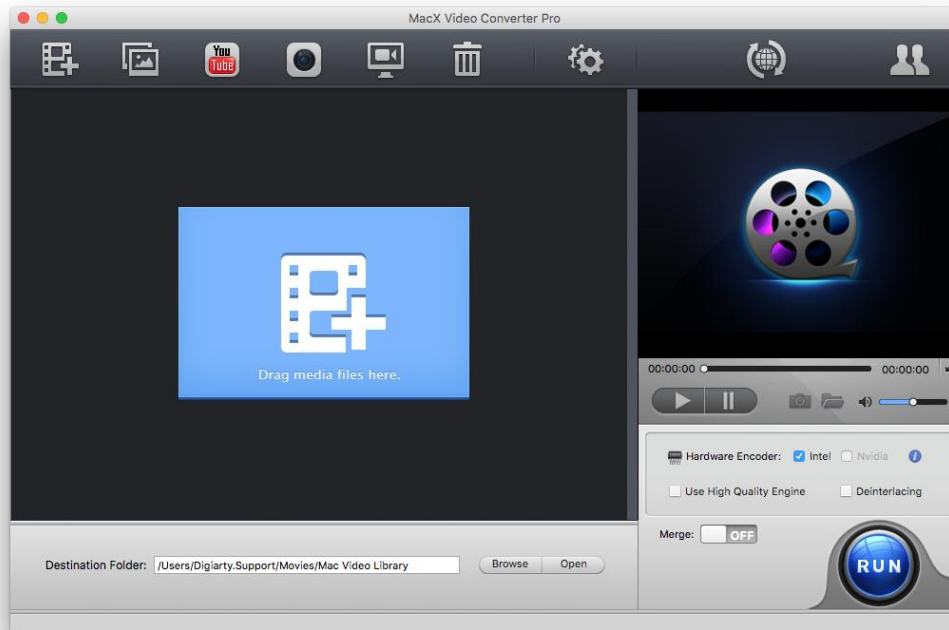 MacX Video Converter Pro
You
Tube
Drag media files here.
00:00:00
00:00:00
Hardware Encoder: Intel Nvidia i
Use High Quality Engine Deinterlacing
Merge: OFF
Destination Folder: /Users/Digiarty.Support/Movies/Mac Video Library Browse Open
RUN